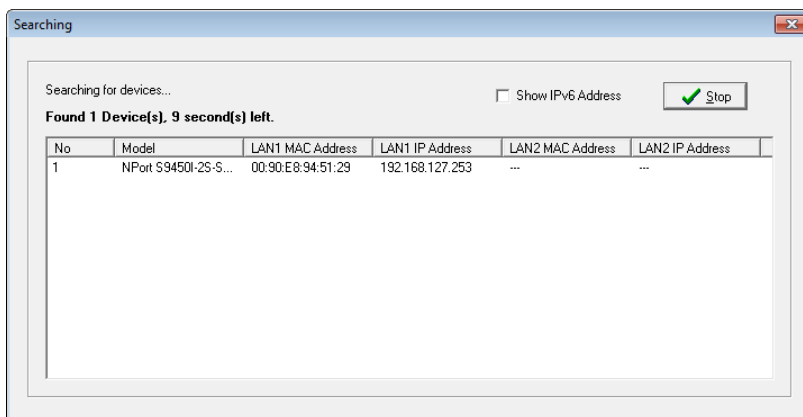 Searching
Searching for devices...
Show IPv6 Address
Stop
Found 1 Device(s), 9 second(s) left.
No Model LAN1 MAC Address LAN1 IP Address LAN2 MAC Address LAN2 IP Address
1 NPort S9450I-2S-S... 00:90:E8:94:51:29 192.168.127.253 --- ---